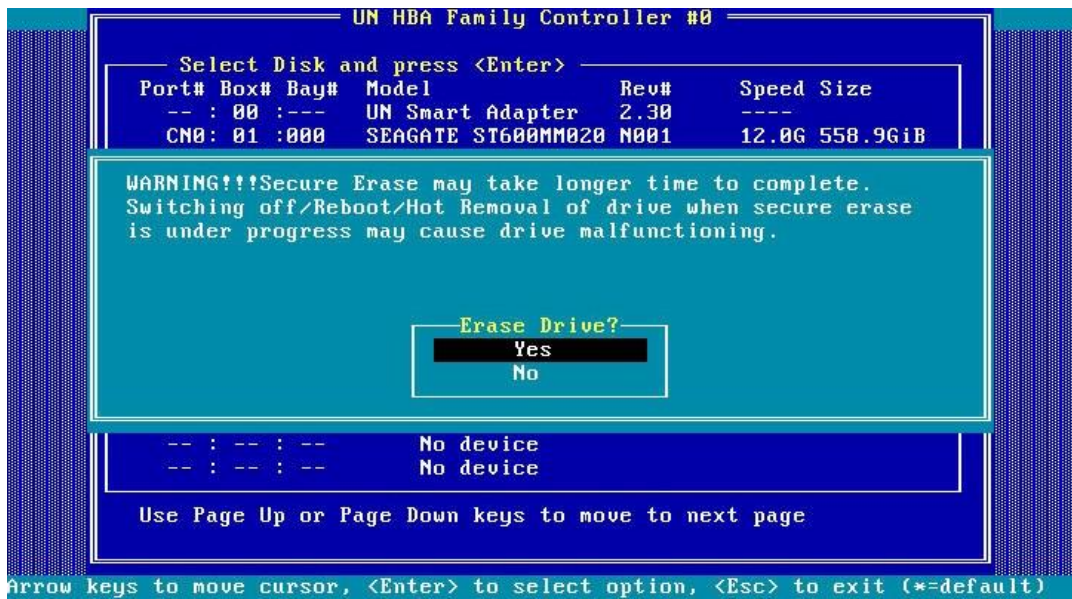 UN HBA Family Controller #0
Select Disk and press <Enter>
Port# Box# Bay# Model Rev# Speed Size
-- : 00 :--- UN Smart Adapter 2.30 ----
CN0: 01 :000 SEAGATE ST600MM020 N001 12.0G 558.9GiB
WARNING!!!Secure Erase may take longer time to complete.
Switching off/Reboot/Hot Removal of drive when secure erase
is under progress may cause drive malfunctioning.
Erase Drive?
Yes
No
-- : -- : -- No device
-- : -- : -- No device
Use Page Up or Page Down keys to move to next page
Arrow keys to move cursor, <Enter> to select option, <Esc> to exit (*=default)